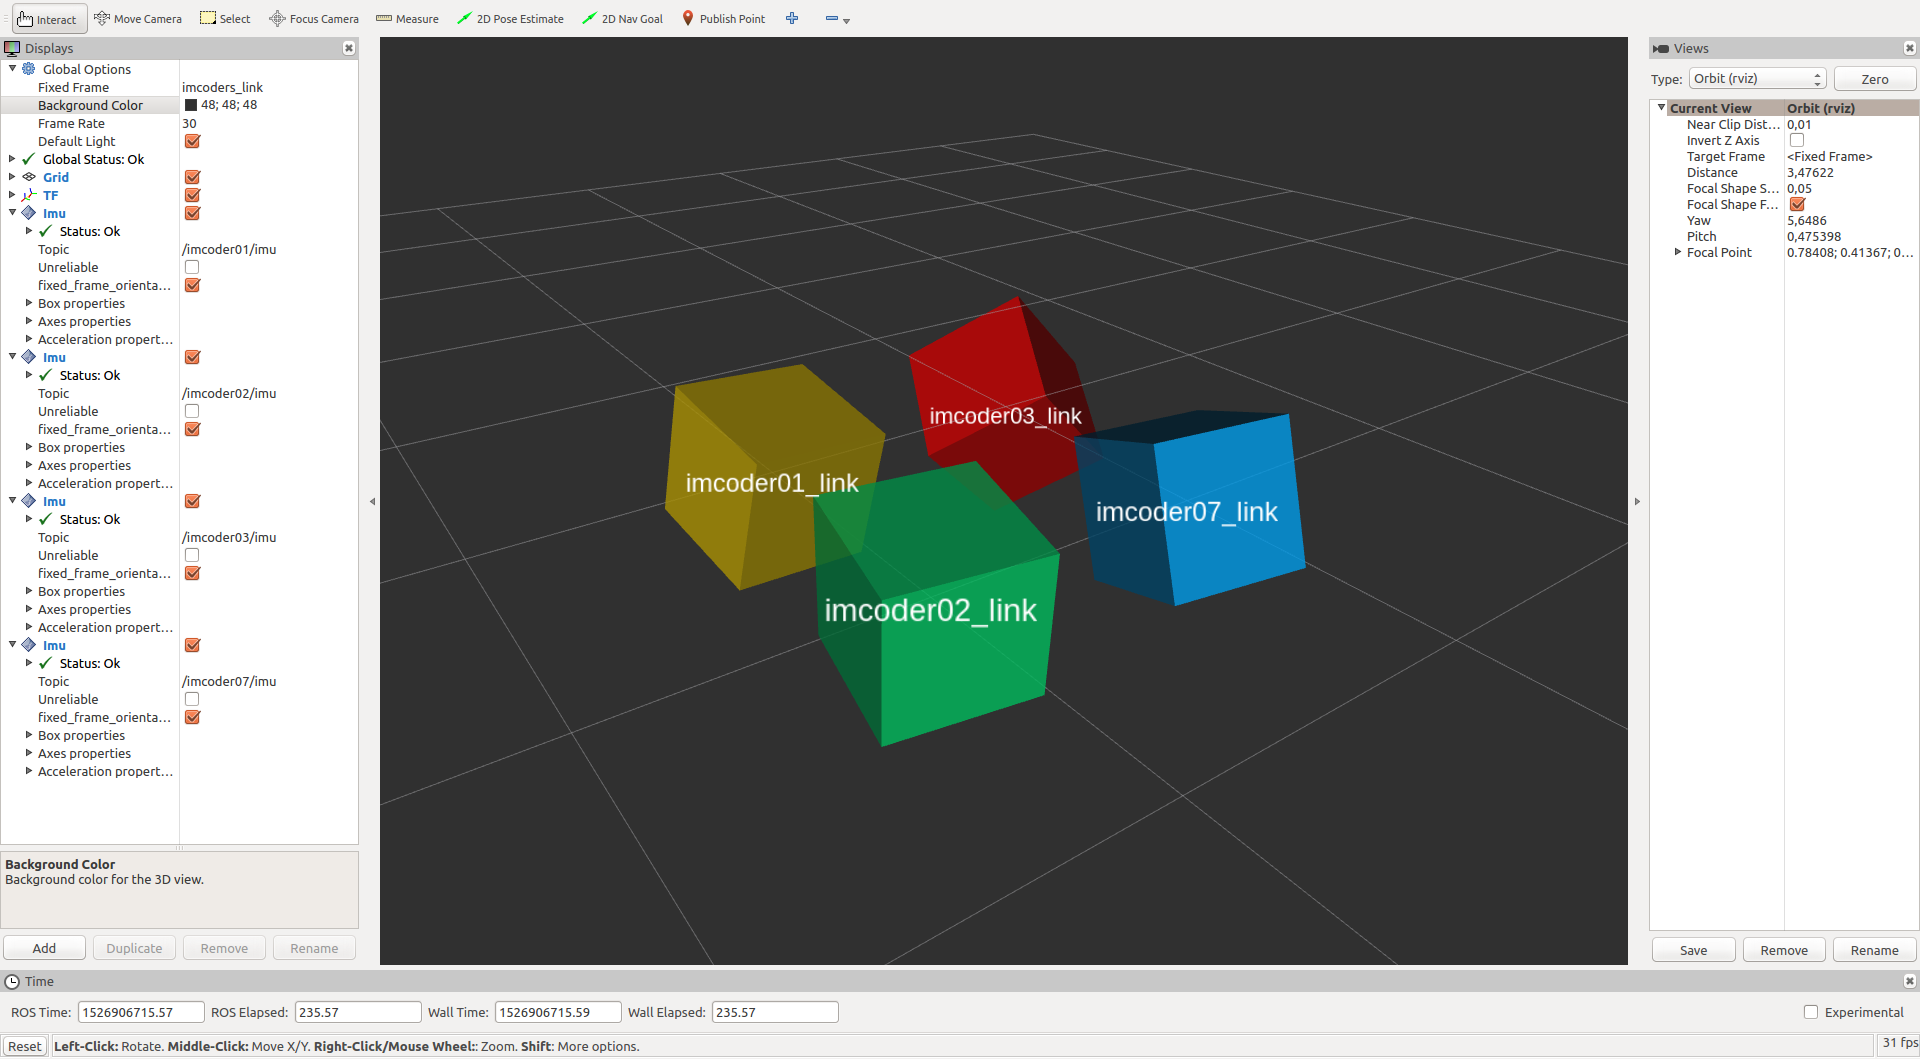 Interact Move Camera Select Focus Camera Measure 2D Pose Estimate 2D Nav Goal Publish Point
Displays
Global Options
Fixed Frame imcoders_link
Background Color 48; 48; 48
Frame Rate 30
Default Light
Global Status: Ok
Grid
TF
Imu
Status: Ok
Topic /imcoder01/imu
Unreliable
fixed_frame_orienta...
Box properties
Axes properties
Acceleration propert...
Imu
Status: Ok
Topic /imcoder02/imu
Unreliable
fixed_frame_orienta...
Box properties
Axes properties
Acceleration propert...
Imu
Status: Ok
Topic /imcoder03/imu
Unreliable
fixed_frame_orienta...
Box properties
Axes properties
Acceleration propert...
Imu
Status: Ok
Topic /imcoder07/imu
Unreliable
fixed_frame_orienta...
Box properties
Axes properties
Acceleration propert...
Background Color
Background color for the 3D view.
Add Duplicate Remove Rename
imcoder03_link
imcoder01_link
imcoder07_link
imcoder02_link
Views
Type: Orbit (rviz) Zero
Current View Orbit (rviz)
Near Clip Dist... 0,01
Invert Z Axis
Target Frame <Fixed Frame>
Distance 3,47622
Focal Shape S... 0,05
Focal Shape F...
Yaw 5,6486
Pitch 0,475398
Focal Point 0.78408; 0.41367; 0...
Save Remove Rename
Time
ROS Time: 1526906715.57 ROS Elapsed: 235.57 Wall Time: 1526906715.59 Wall Elapsed: 235.57 Experimental
Reset Left-Click: Rotate. Middle-Click: Move X/Y. Right-Click/Mouse Wheel:: Zoom. Shift: More options. 31 fps